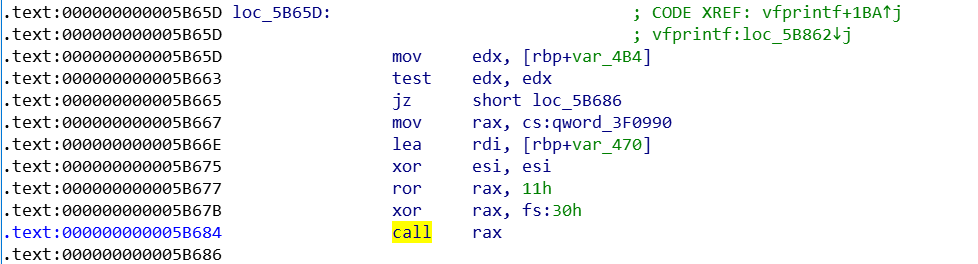 .text:000000000005B65D loc_5B65D: ; CODE XREF: vfprintf+1BA↑j
.text:000000000005B65D ; vfprintf:loc_5B862↓j
.text:000000000005B65D mov edx, [rbp+var_4B4]
.text:000000000005B663 test edx, edx
.text:000000000005B665 jz short loc_5B686
.text:000000000005B667 mov rax, cs:qword_3F0990
.text:000000000005B66E lea rdi, [rbp+var_470]
.text:000000000005B675 xor esi, esi
.text:000000000005B677 ror rax, 11h
.text:000000000005B67B xor rax, fs:30h
.text:000000000005B684 call rax
.text:000000000005B686